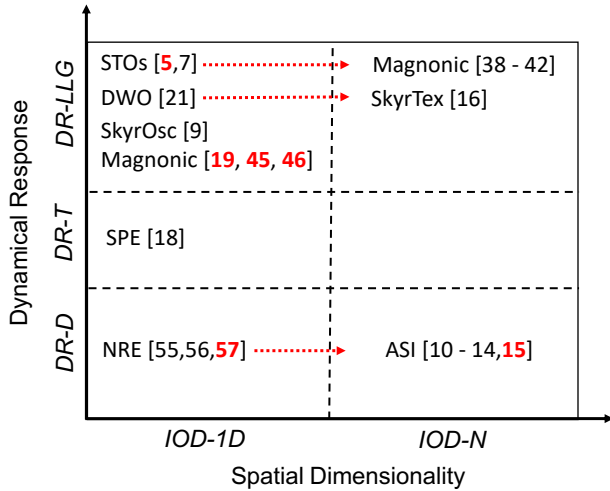 Dynamical Response
DR-LLG
STOs [5,7]
Magnonic [38 - 42]
DWO [21]
SkyrTex [16]
SkyrOsc [9]
Magnonic [19, 45, 46]
DR-T
SPE [18]
DR-D
NRE [55,56,57]
ASI [10 - 14,15]
IOD-1D
IOD-N
Spatial Dimensionality